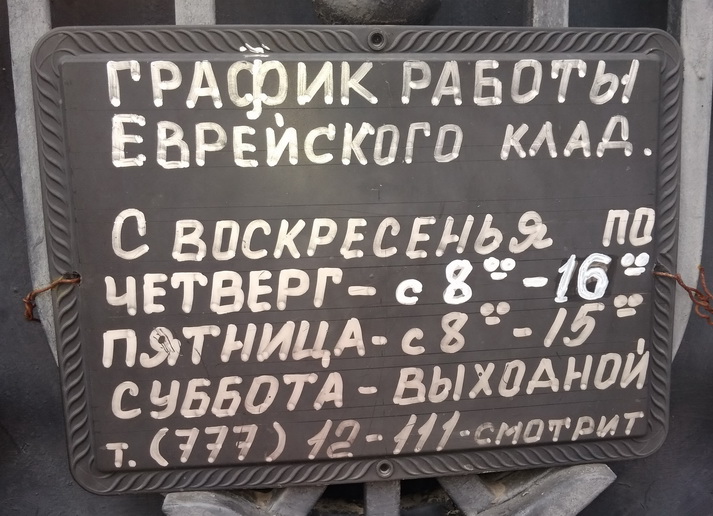 ГРАФИК РАБОТЫ
ЕВРЕЙСКОГО КЛАД.
С ВОСКРЕСЕНЬЯ ПО
ЧЕТВЕРГ- с 8⁰⁰-16⁰⁰
ПЯТНИЦА- с 8⁰⁰-15⁰⁰
СУББОТА - ВЫХОДНОЙ
т. (777) 12-111-СМОТРИТ